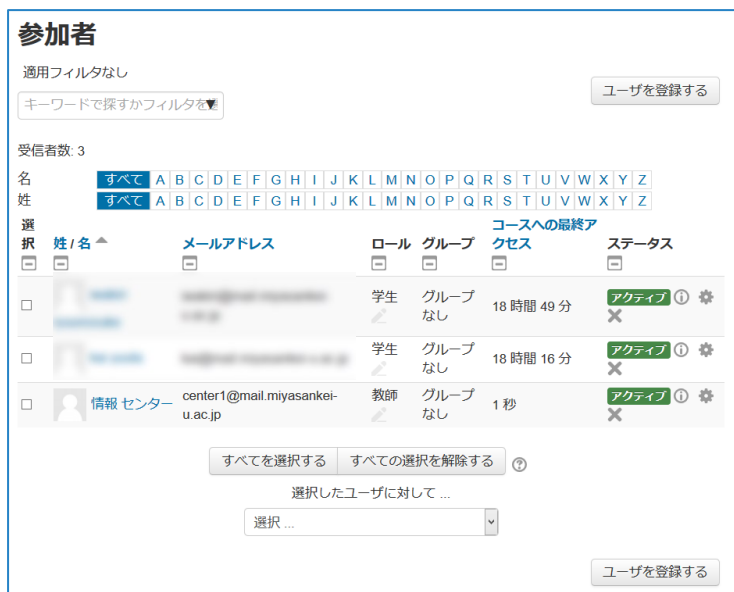 参加者
適用フィルタなし
キーワードで探すかフィルタを
ユーザを登録する
受信者数: 3
名 すべて A B C D E F G H I J K L M N O P Q R S T U V W X Y Z
姓 すべて A B C D E F G H I J K L M N O P Q R S T U V W X Y Z
選択 姓 / 名 メールアドレス ロール グループ コースへの最終アクセス ステータス
学生 グループなし 18 時間 49 分 アクティブ
学生 グループなし 18 時間 16 分 アクティブ
情報 センター center1@mail.miyasankei-u.ac.jp 教師 グループなし 1 秒 アクティブ
すべてを選択する すべての選択を解除する
選択したユーザに対して ...
選択 ...
ユーザを登録する